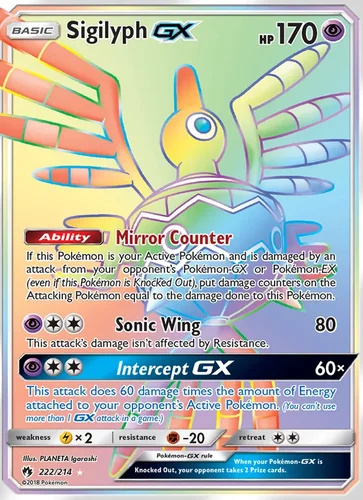 BASIC Sigilyph GX HP 170
Ability Mirror Counter
If this Pokémon is your Active Pokémon and is damaged by an
attack from your opponent's Pokémon-GX or Pokémon-EX
(even if this Pokémon is Knocked Out), put damage counters on the
Attacking Pokémon equal to the damage done to this Pokémon.
Sonic Wing 80
This attack's damage isn't affected by Resistance.
Intercept GX 60×
This attack does 60 damage times the amount of Energy
attached to your opponent's Active Pokémon. (You can't use
more than 1 GX attack in a game.)
weakness ×2 resistance -20 retreat
Illus. PLANETA Igarashi
Pokémon-GX rule
222/214
©2018 Pokémon
When your Pokémon-GX is
Knocked Out, your opponent takes 2 Prize cards.